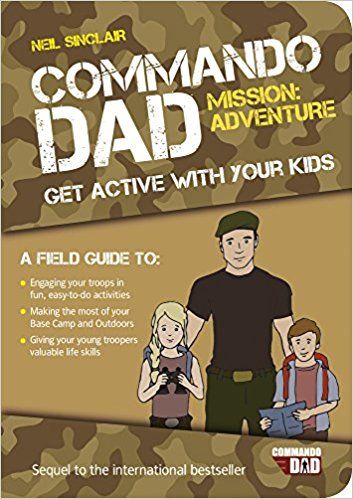 NEIL SINCLAIR
COMMANDO
DAD
MISSION:
ADVENTURE
GET ACTIVE WITH YOUR KIDS
A FIELD GUIDE TO:
• Engaging your troops in
fun, easy-to-do activities
• Making the most of your
Base Camp and Outdoors
• Giving your young troopers
valuable life skills
COMMANDO
DAD
Sequel to the international bestseller